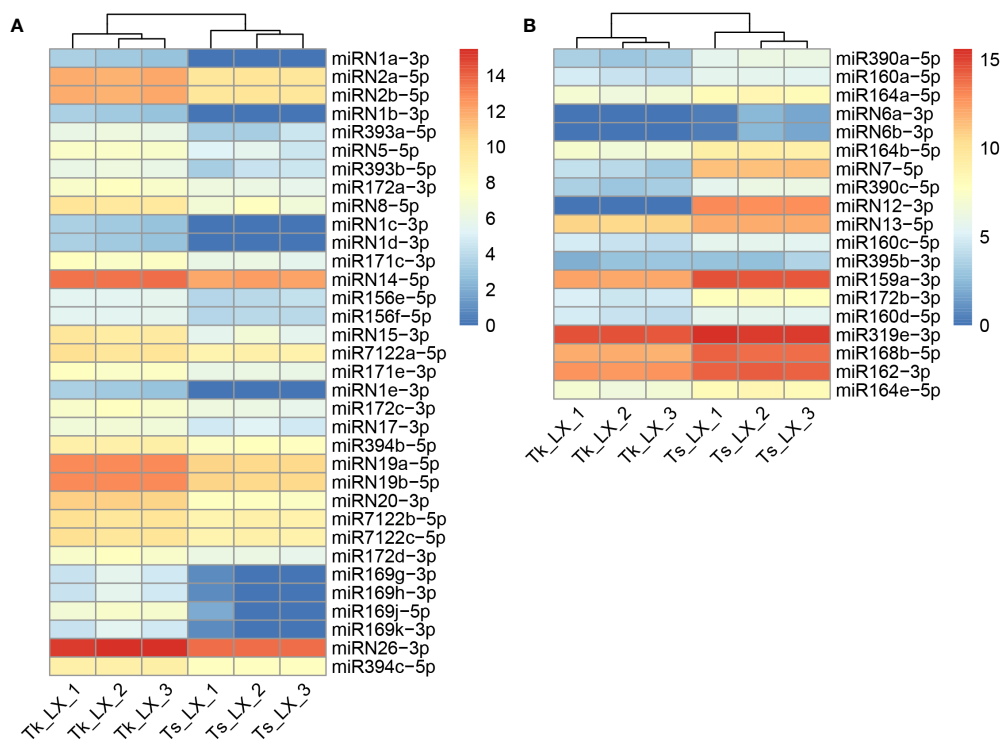 A
miRN1a−3p
miRN2a−5p
miRN2b−5p
miRN1b−3p
miR393a−5p
miRN5−5p
miR393b−5p
miR172a−3p
miRN8−5p
miRN1c−3p
miRN1d−3p
miR171c−3p
miRN14−5p
miR156e−5p
miR156f−5p
miRN15−3p
miR7122a−5p
miR171e−3p
miRN1e−3p
miR172c−3p
miRN17−3p
miR394b−5p
miRN19a−5p
miRN19b−5p
miRN20−3p
miR7122b−5p
miR7122c−5p
miR172d−3p
miR169g−3p
miR169h−3p
miR169j−5p
miR169k−3p
miRN26−3p
miR394c−5p
Tk_LX_1
Tk_LX_2
Tk_LX_3
Ts_LX_1
Ts_LX_2
Ts_LX_3
14
12
10
8
6
4
2
0
B
miR390a−5p
miR160a−5p
miR164a−5p
miRN6a−3p
miRN6b−3p
miR164b−5p
miRN7−5p
miR390c−5p
miRN12−3p
miRN13−5p
miR160c−5p
miR395b−3p
miR159a−3p
miR172b−3p
miR160d−5p
miR319e−3p
miR168b−5p
miR162−3p
miR164e−5p
Tk_LX_1
Tk_LX_2
Tk_LX_3
Ts_LX_1
Ts_LX_2
Ts_LX_3
15
10
5
0